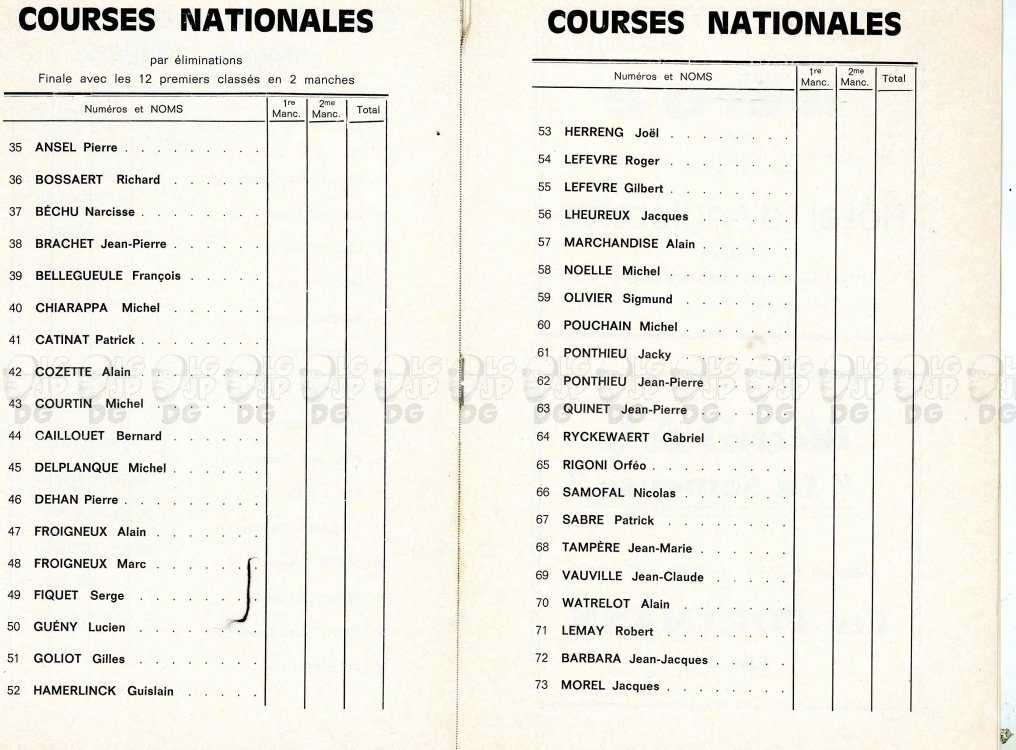 COURSES NATIONALES
par éliminations
Finale avec les 12 premiers classés en 2 manches
Numéros et NOMS 1re Manc. 2me Manc. Total
35 ANSEL Pierre
36 BOSSAERT Richard
37 BÉCHU Narcisse
38 BRACHET Jean-Pierre
39 BELLEGUEULE François
40 CHIARAPPA Michel
41 CATINAT Patrick
42 COZETTE Alain
43 COURTIN Michel
44 CAILLOUET Bernard
45 DELPLANQUE Michel
46 DEHAN Pierre
47 FROIGNEUX Alain
48 FROIGNEUX Marc
49 FIQUET Serge
50 GUÉNY Lucien
51 GOLIOT Gilles
52 HAMERLINCK Guislain
COURSES NATIONALES
Numéros et NOMS 1re Manc. 2me Manc. Total
53 HERRENG Joël
54 LEFEVRE Roger
55 LEFEVRE Gilbert
56 LHEUREUX Jacques
57 MARCHANDISE Alain
58 NOELLE Michel
59 OLIVIER Sigmund
60 POUCHAIN Michel
61 PONTHIEU Jacky
62 PONTHIEU Jean-Pierre
63 QUINET Jean-Pierre
64 RYCKEWAERT Gabriel
65 RIGONI Orféo
66 SAMOFAL Nicolas
67 SABRE Patrick
68 TAMPÈRE Jean-Marie
69 VAUVILLE Jean-Claude
70 WATRELOT Alain
71 LEMAY Robert
72 BARBARA Jean-Jacques
73 MOREL Jacques